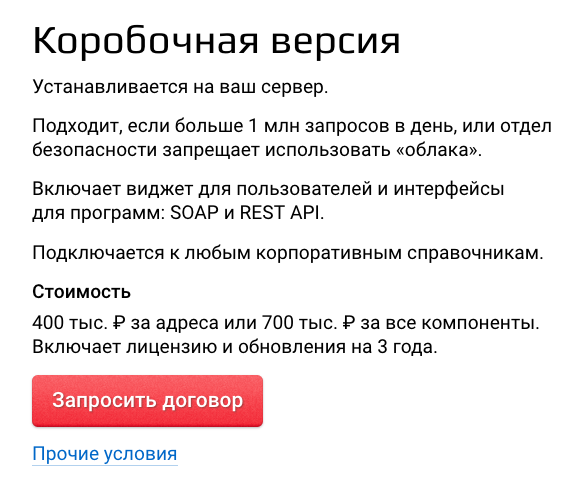 Коробочная версия
Устанавливается на ваш сервер.
Подходит, если больше 1 млн запросов в день, или отдел
безопасности запрещает использовать «облака».
Включает виджет для пользователей и интерфейсы
для программ: SOAP и REST API.
Подключается к любым корпоративным справочникам.
Стоимость
400 тыс. ₽ за адреса или 700 тыс. ₽ за все компоненты.
Включает лицензию и обновления на 3 года.
Запросить договор
Прочие условия